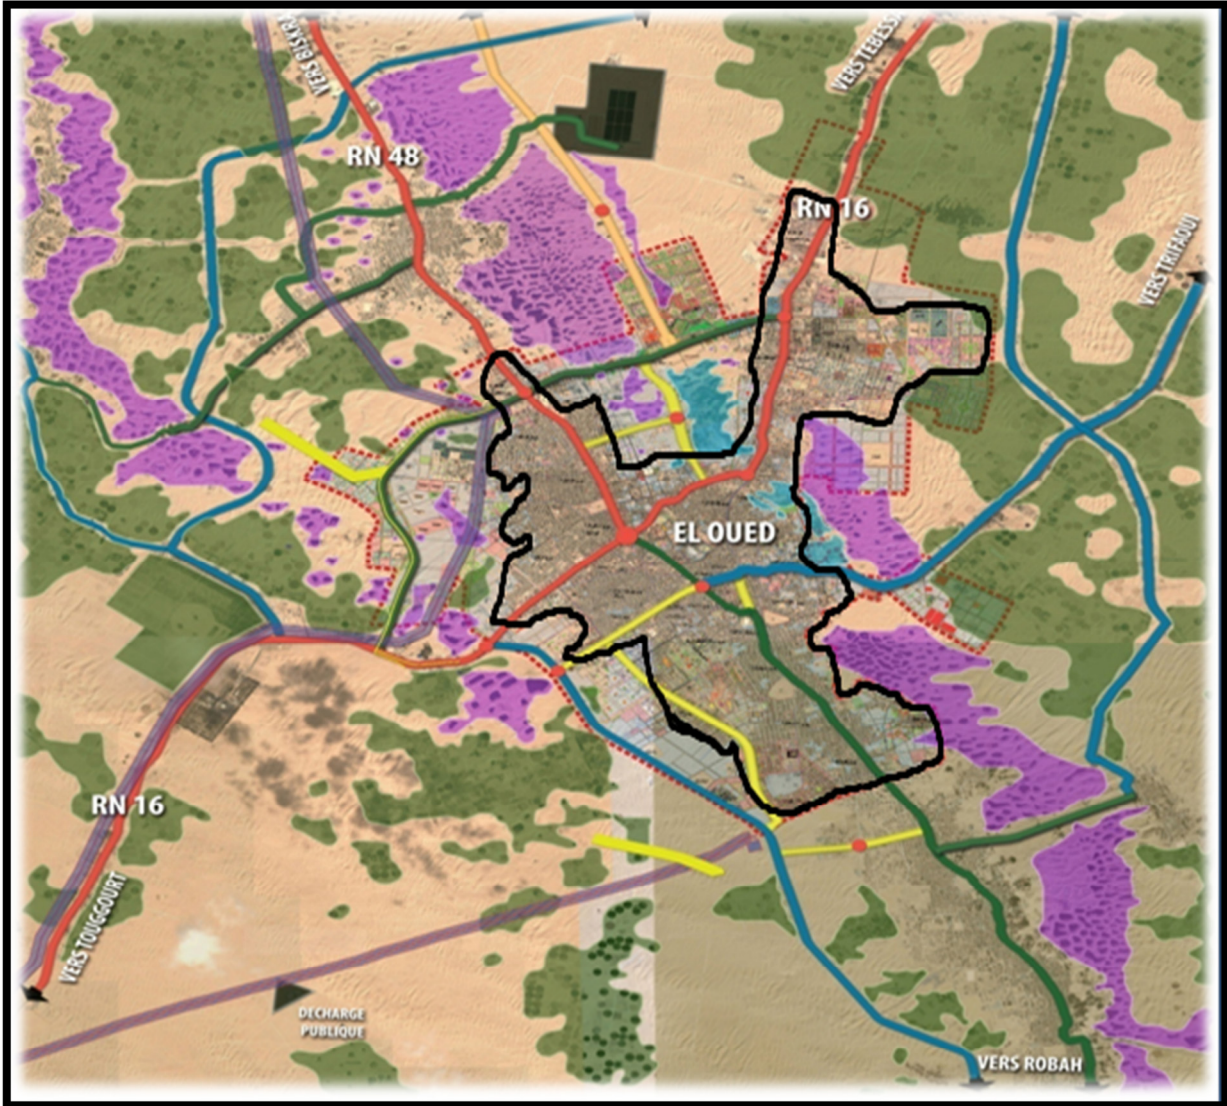 VERS BISKRA
VERS TEBESSA
RN 48
RN 16
VERS TRIFAOUI
EL OUED
RN 16
VERS TOUGGOURT
DECHARGE
PUBLIQUE
VERS ROBAH